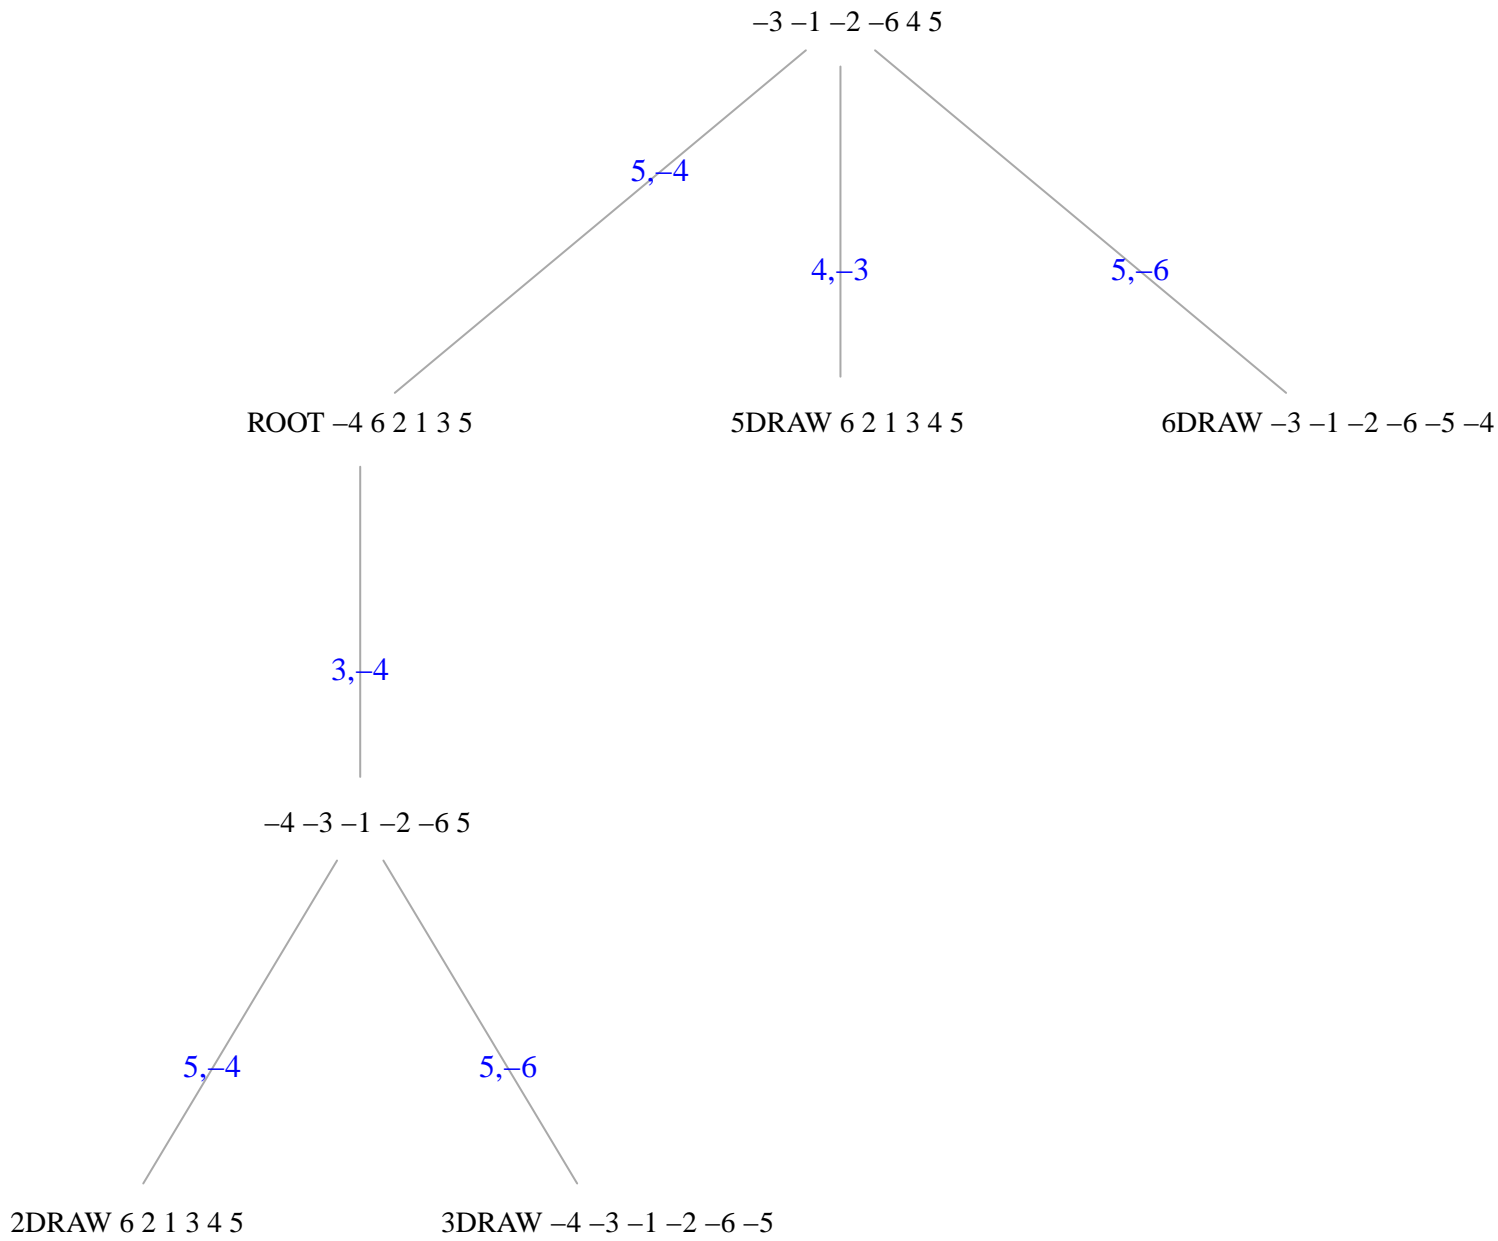 –3 –1 –2 –6 4 5
5,–4
4,–3
5,–6
ROOT –4 6 2 1 3 5
5DRAW 6 2 1 3 4 5
6DRAW –3 –1 –2 –6 –5 –4
3,–4
–4 –3 –1 –2 –6 5
5,–4
5,–6
2DRAW 6 2 1 3 4 5
3DRAW –4 –3 –1 –2 –6 –5